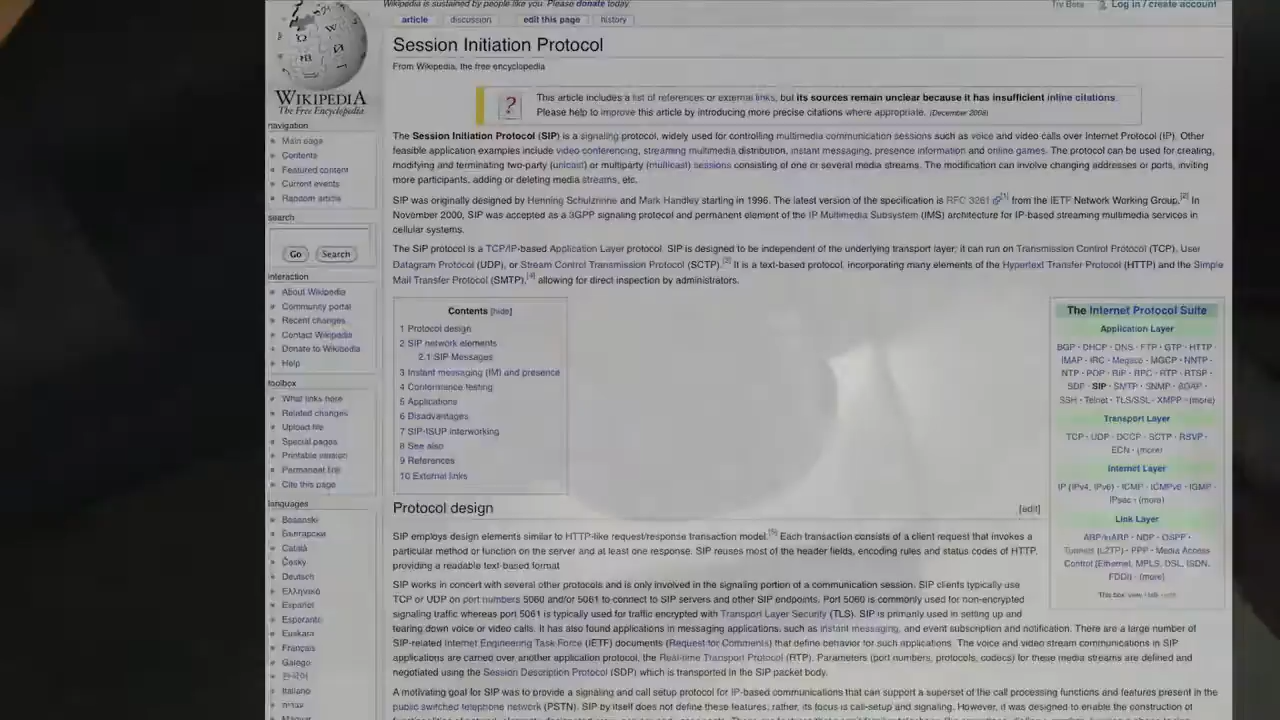 Wikipedia is sustained by people like you. Please donate today.
Try Beta
Log in / create account
article
discussion
edit this page
history
WIKIPEDIA
The Free Encyclopedia
navigation
Main page
Contents
Featured content
Current events
Random article
search
Go
Search
interaction
About Wikipedia
Community portal
Recent changes
Contact Wikipedia
Donate to Wikipedia
Help
toolbox
What links here
Related changes
Upload file
Special pages
Printable version
Permanent link
Cite this page
languages
Bosanski
Български
Català
Česky
Deutsch
Ελληνικά
Español
Esperanto
Euskara
Français
Galego
한국어
Italiano
עברית
Magyar
Session Initiation Protocol
From Wikipedia, the free encyclopedia
This article includes a list of references or external links, but its sources remain unclear because it has insufficient inline citations.
Please help to improve this article by introducing more precise citations where appropriate. (December 2008)
The Session Initiation Protocol (SIP) is a signaling protocol, widely used for controlling multimedia communication sessions such as voice and video calls over Internet Protocol (IP). Other
feasible application examples include video conferencing, streaming multimedia distribution, instant messaging, presence information and online games. The protocol can be used for creating,
modifying and terminating two-party (unicast) or multiparty (multicast) sessions consisting of one or several media streams. The modification can involve changing addresses or ports, inviting
more participants, adding or deleting media streams, etc.
SIP was originally designed by Henning Schulzrinne and Mark Handley starting in 1996. The latest version of the specification is RFC 3261 [1] from the IETF Network Working Group.[2] In
November 2000, SIP was accepted as a 3GPP signaling protocol and permanent element of the IP Multimedia Subsystem (IMS) architecture for IP-based streaming multimedia services in
cellular systems.
The SIP protocol is a TCP/IP-based Application Layer protocol. SIP is designed to be independent of the underlying transport layer; it can run on Transmission Control Protocol (TCP), User
Datagram Protocol (UDP), or Stream Control Transmission Protocol (SCTP).[3] It is a text-based protocol, incorporating many elements of the Hypertext Transfer Protocol (HTTP) and the Simple
Mail Transfer Protocol (SMTP),[4] allowing for direct inspection by administrators.
Contents [hide]
1 Protocol design
2 SIP network elements
2.1 SIP Messages
3 Instant messaging (IM) and presence
4 Conformance testing
5 Applications
6 Disadvantages
7 SIP-ISUP interworking
8 See also
9 References
10 External links
The Internet Protocol Suite
Application Layer
BGP · DHCP · DNS · FTP · GTP · HTTP ·
IMAP · IRC · Megaco · MGCP · NNTP ·
NTP · POP · RIP · RPC · RTP · RTSP ·
SDP · SIP · SMTP · SNMP · SOAP ·
SSH · Telnet · TLS/SSL · XMPP · (more)
Transport Layer
TCP · UDP · DCCP · SCTP · RSVP ·
ECN · (more)
Internet Layer
IP (IPv4, IPv6) · ICMP · ICMPv6 · IGMP ·
IPsec · (more)
Link Layer
ARP/InARP · NDP · OSPF ·
Tunnels (L2TP) · PPP · Media Access
Control (Ethernet, MPLS, DSL, ISDN,
FDDI) · (more)
This box: view · talk · edit
Protocol design
[edit]
SIP employs design elements similar to HTTP-like request/response transaction model.[5] Each transaction consists of a client request that invokes a
particular method or function on the server and at least one response. SIP reuses most of the header fields, encoding rules and status codes of HTTP,
providing a readable text-based format
SIP works in concert with several other protocols and is only involved in the signaling portion of a communication session. SIP clients typically use
TCP or UDP on port numbers 5060 and/or 5061 to connect to SIP servers and other SIP endpoints. Port 5060 is commonly used for non-encrypted
signaling traffic whereas port 5061 is typically used for traffic encrypted with Transport Layer Security (TLS). SIP is primarily used in setting up and
tearing down voice or video calls. It has also found applications in messaging applications, such as instant messaging, and event subscription and notification. There are a large number of
SIP-related Internet Engineering Task Force (IETF) documents (Request for Comments) that define behavior for such applications. The voice and video stream communications in SIP
applications are carried over another application protocol, the Real-time Transport Protocol (RTP). Parameters (port numbers, protocols, codecs) for these media streams are defined and
negotiated using the Session Description Protocol (SDP) which is transported in the SIP packet body.
A motivating goal for SIP was to provide a signaling and call setup protocol for IP-based communications that can support a superset of the call processing functions and features present in the
public switched telephone network (PSTN). SIP by itself does not define these features, rather, its focus is call-setup and signaling. However, it was designed to enable the construction of